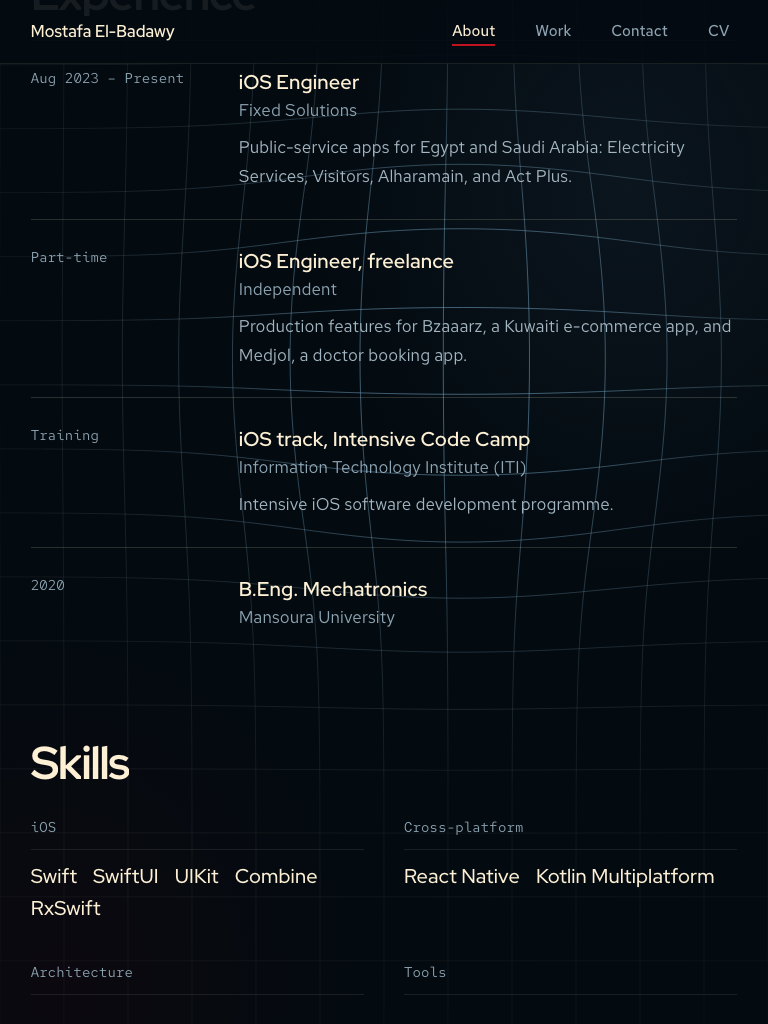 Experience
Mostafa El-Badawy
About Work Contact CV
Aug 2023 – Present
iOS Engineer
Fixed Solutions
Public-service apps for Egypt and Saudi Arabia: Electricity
Services, Visitors, Alharamain, and Act Plus.
Part-time
iOS Engineer, freelance
Independent
Production features for Bzaaarz, a Kuwaiti e-commerce app, and
Medjol, a doctor booking app.
Training
iOS track, Intensive Code Camp
Information Technology Institute (ITI)
Intensive iOS software development programme.
2020
B.Eng. Mechatronics
Mansoura University
Skills
iOS
Swift SwiftUI UIKit Combine
RxSwift
Cross-platform
React Native Kotlin Multiplatform
Architecture
Tools